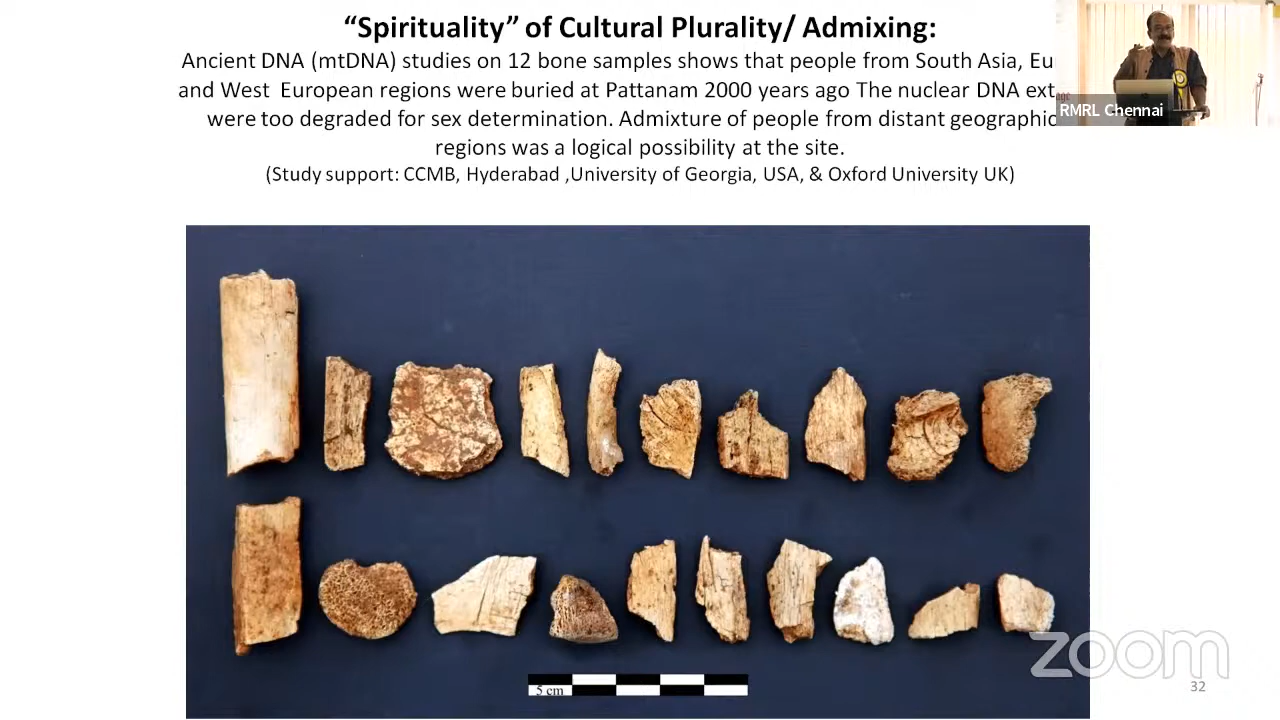 “Spirituality” of Cultural Plurality/ Admixing:
Ancient DNA (mtDNA) studies on 12 bone samples shows that people from South Asia,
and West European regions were buried at Pattanam 2000 years ago The nuclear DNA
were too degraded for sex determination. Admixture of people from distant geographic
regions was a logical possibility at the site.
(Study support: CCMB, Hyderabad ,University of Georgia, USA, & Oxford University UK)
RMRL Chennai
5 cm
zoom
32